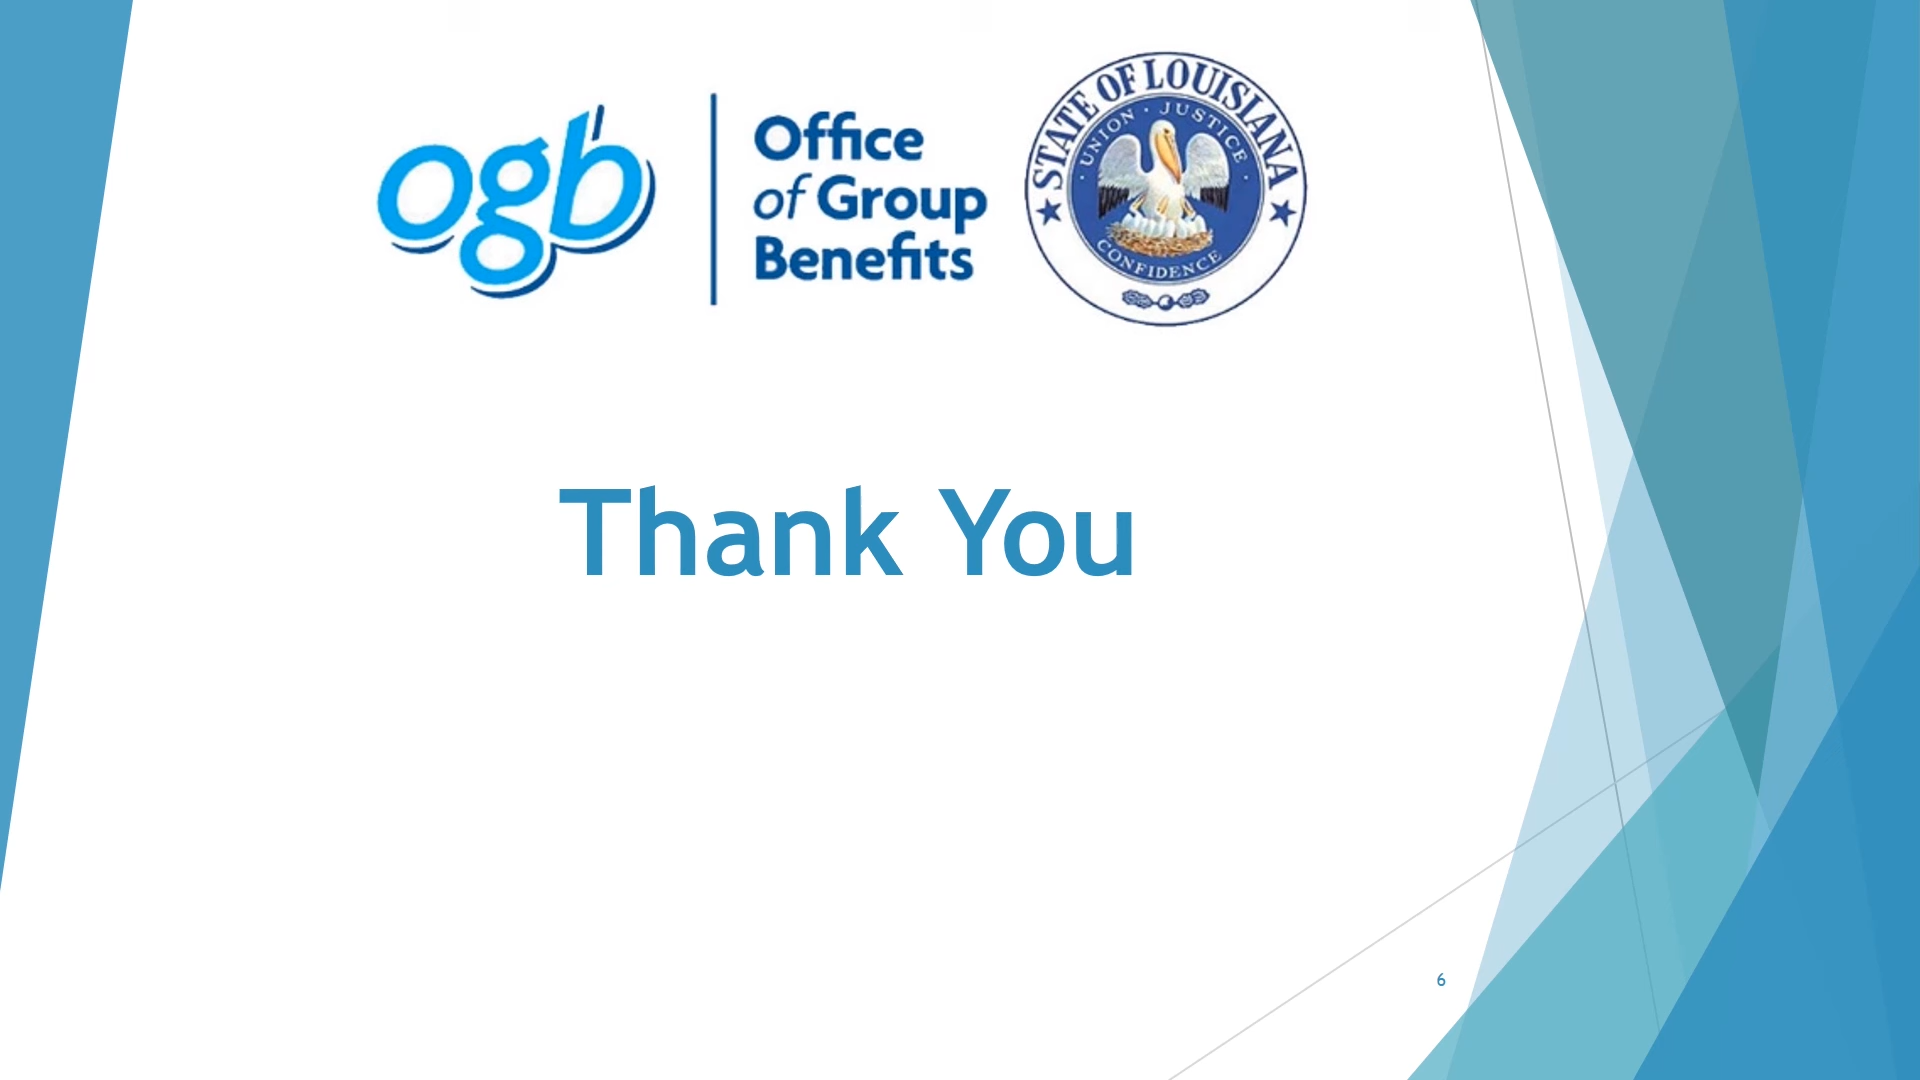 ogb
Office
of Group
Benefits
STATE OF LOUISIANA
UNION · JUSTICE
CONFIDENCE
Thank You
6